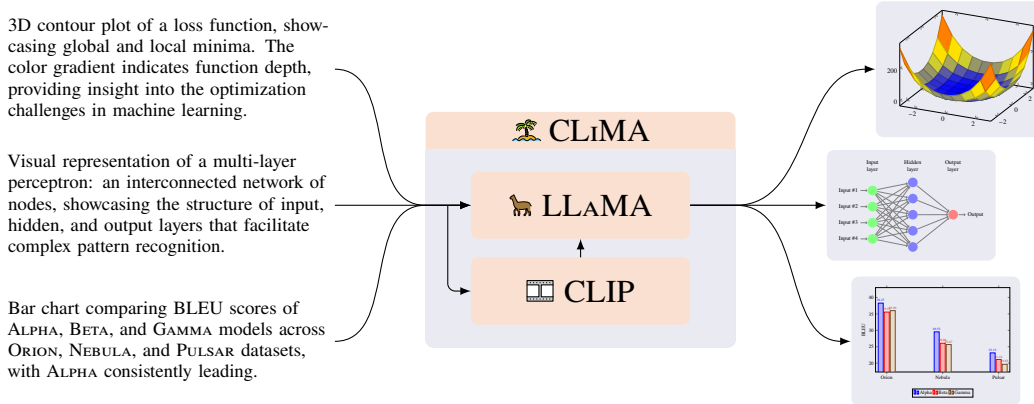 3D contour plot of a loss function, show-
casing global and local minima. The
color gradient indicates function depth,
providing insight into the optimization
challenges in machine learning.
Visual representation of a multi-layer
perceptron: an interconnected network of
nodes, showcasing the structure of input,
hidden, and output layers that facilitate
complex pattern recognition.
Bar chart comparing BLEU scores of
ALPHA, BETA, and GAMMA models across
ORION, NEBULA, and PULSAR datasets,
with ALPHA consistently leading.
CLIMA
LLAMA
CLIP
200
0
−2
0
2
−2
0
2
Input layer
Hidden layer
Output layer
Input #1
Input #2
Input #3
Input #4
Output
BLEU
40
35
30
25
20
Orion
Nebula
Pulsar
Alpha Beta Gamma